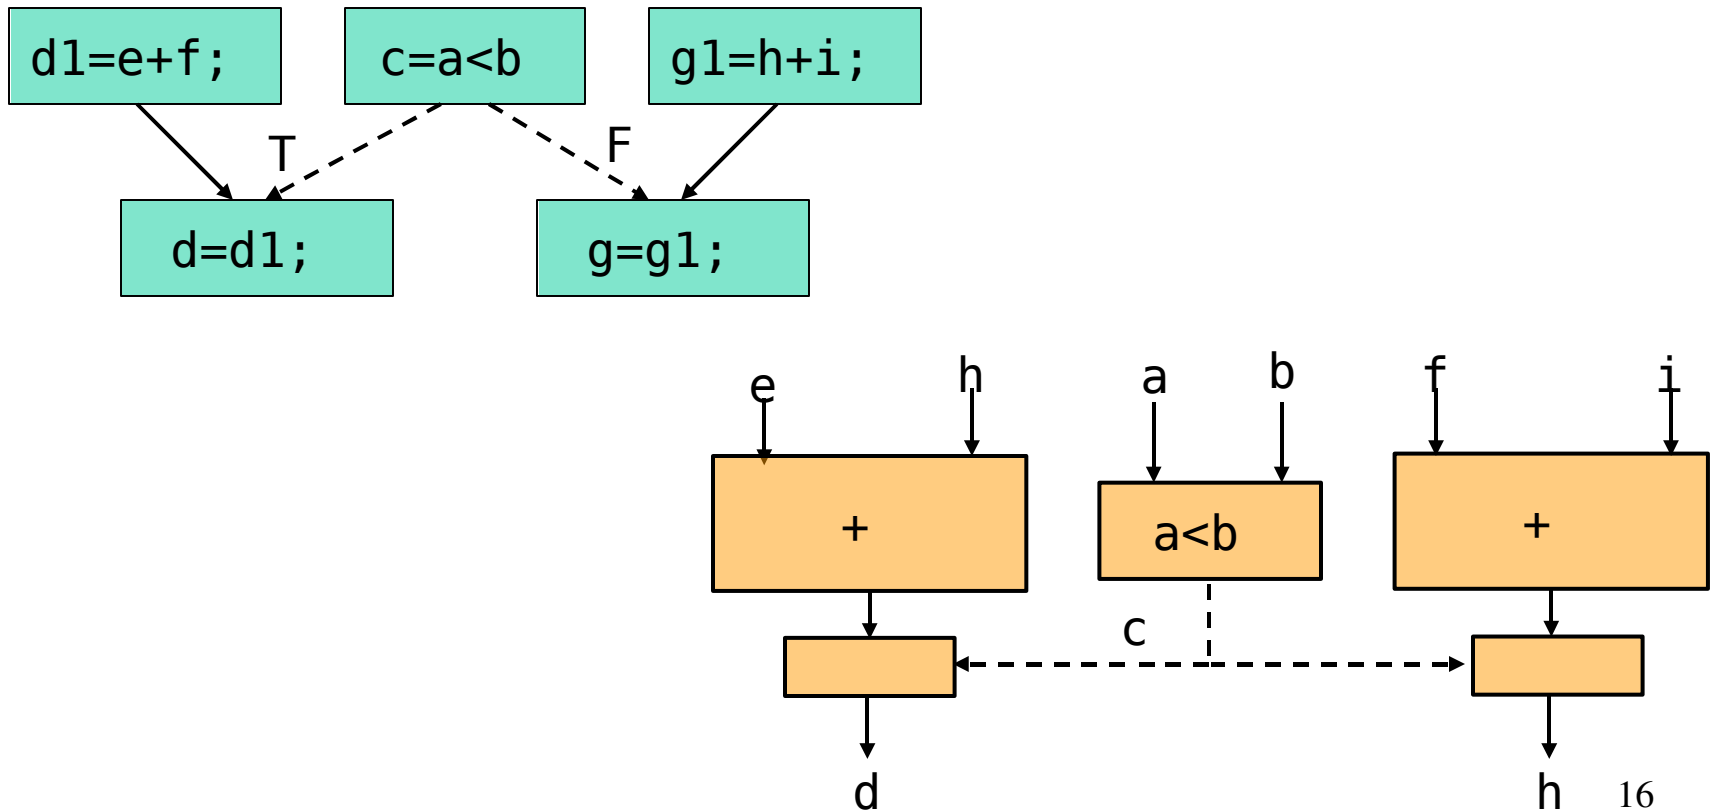 d1=e+f;
c=a<b
g1=h+i;
T
F
d=d1;
g=g1;
e
h
a
b
f
i
+
a<b
+
c
d
h
16